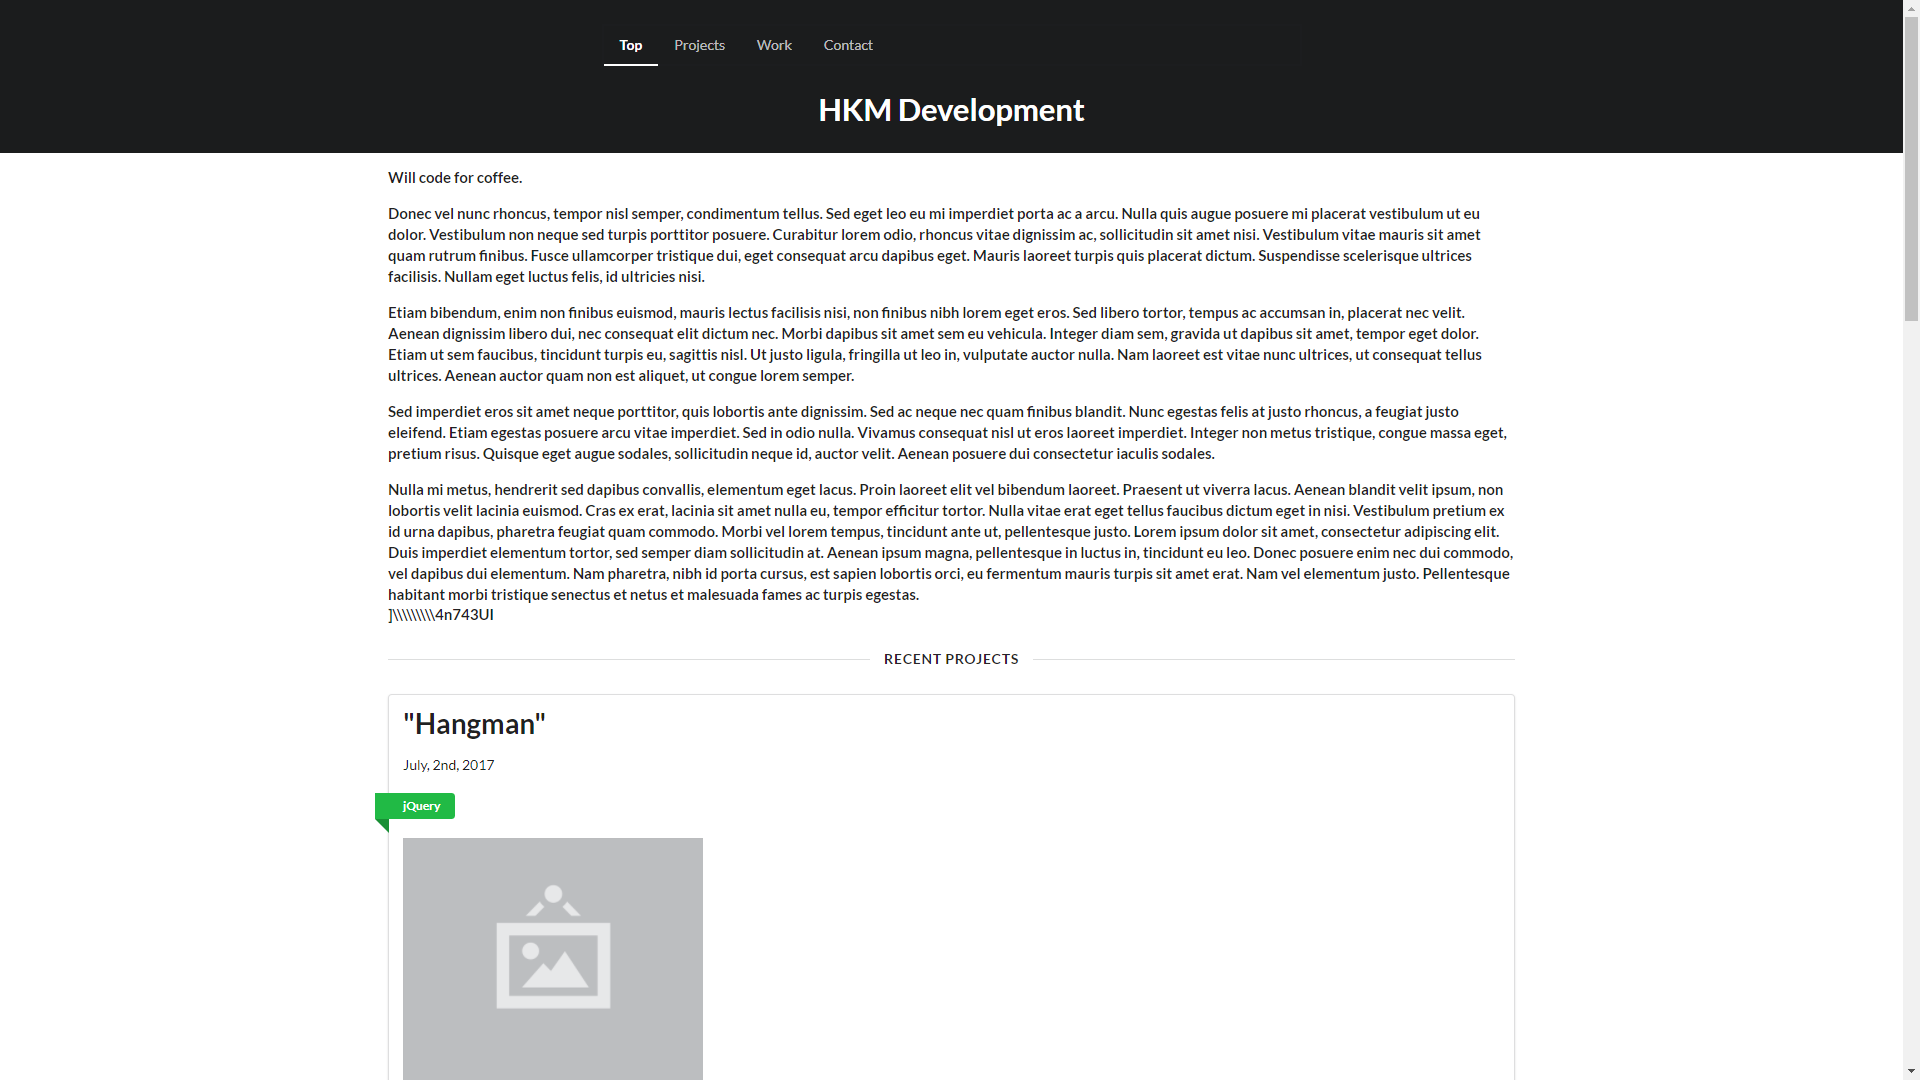 Top Projects Work Contact
HKM Development
Will code for coffee.
Donec vel nunc rhoncus, tempor nisl semper, condimentum tellus. Sed eget leo eu mi imperdiet porta ac a arcu. Nulla quis augue posuere mi placerat vestibulum ut eu
dolor. Vestibulum non neque sed turpis porttitor posuere. Curabitur lorem odio, rhoncus vitae dignissim ac, sollicitudin sit amet nisi. Vestibulum vitae mauris sit amet
quam rutrum finibus. Fusce ullamcorper tristique dui, eget consequat arcu dapibus eget. Mauris laoreet turpis quis placerat dictum. Suspendisse scelerisque ultrices
facilisis. Nullam eget luctus felis, id ultricies nisi.
Etiam bibendum, enim non finibus euismod, mauris lectus facilisis nisi, non finibus nibh lorem eget eros. Sed libero tortor, tempus ac accumsan in, placerat nec velit.
Aenean dignissim libero dui, nec consequat elit dictum nec. Morbi dapibus sit amet sem eu vehicula. Integer diam sem, gravida ut dapibus sit amet, tempor eget dolor.
Etiam ut sem faucibus, tincidunt turpis eu, sagittis nisl. Ut justo ligula, fringilla ut leo in, vulputate auctor nulla. Nam laoreet est vitae nunc ultrices, ut consequat tellus
ultrices. Aenean auctor quam non est aliquet, ut congue lorem semper.
Sed imperdiet eros sit amet neque porttitor, quis lobortis ante dignissim. Sed ac neque nec quam finibus blandit. Nunc egestas felis at justo rhoncus, a feugiat justo
eleifend. Etiam egestas posuere arcu vitae imperdiet. Sed in odio nulla. Vivamus consequat nisl ut eros laoreet imperdiet. Integer non metus tristique, congue massa eget,
pretium risus. Quisque eget augue sodales, sollicitudin neque id, auctor velit. Aenean posuere dui consectetur iaculis sodales.
Nulla mi metus, hendrerit sed dapibus convallis, elementum eget lacus. Proin laoreet elit vel bibendum laoreet. Praesent ut viverra lacus. Aenean blandit velit ipsum, non
lobortis velit lacinia euismod. Cras ex erat, lacinia sit amet nulla eu, tempor efficitur tortor. Nulla vitae erat eget tellus faucibus dictum eget in nisi. Vestibulum pretium ex
id urna dapibus, pharetra feugiat quam commodo. Morbi vel lorem tempus, tincidunt ante ut, pellentesque justo. Lorem ipsum dolor sit amet, consectetur adipiscing elit.
Duis imperdiet elementum tortor, sed semper diam sollicitudin at. Aenean ipsum magna, pellentesque in luctus in, tincidunt eu leo. Donec posuere enim nec dui commodo,
vel dapibus dui elementum. Nam pharetra, nibh id porta cursus, est sapien lobortis orci, eu fermentum mauris turpis sit amet erat. Nam vel elementum justo. Pellentesque
habitant morbi tristique senectus et netus et malesuada fames ac turpis egestas.
]\\\\\\\\\4n743UI
RECENT PROJECTS
"Hangman"
July, 2nd, 2017
jQuery